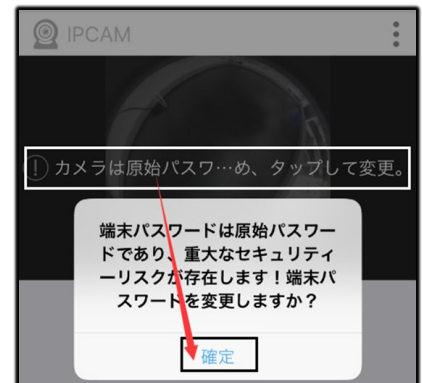 IPCAM
カメラは原始パスワ…め、タップして変更。
端末パスワードは原始パスワー
ドであり、重大なセキュリティ
ーリスクが存在します！端末パ
スワードを変更しますか？
確定